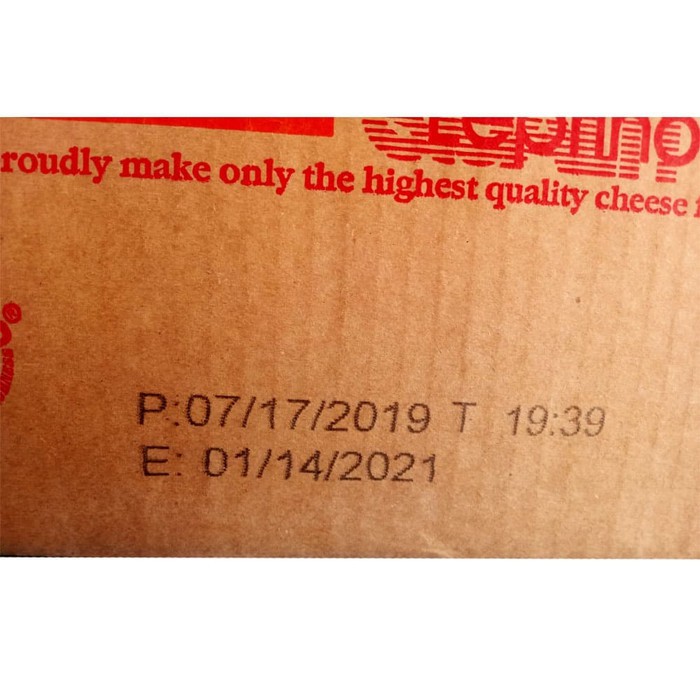 roudly make only the highest quality cheese
P:07/17/2019 T 19:39
E: 01/14/2021